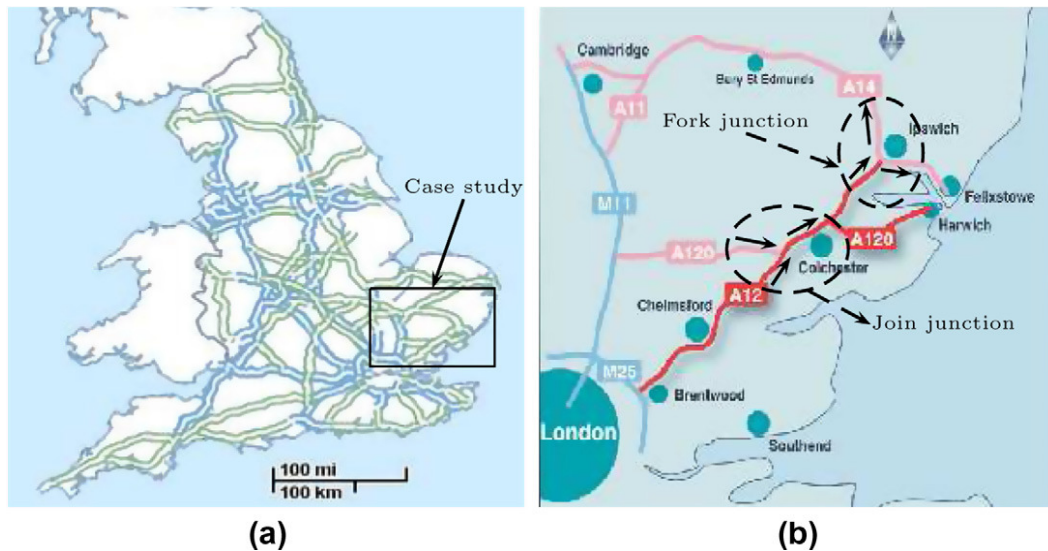 Case study
100 mi
100 km
(a)
Cambridge
Bury St Edmunds
A14
A11
Fork junction
Ipswich
M11
Felixstowe
Harwich
A120
A120
Colchester
A12
Chelmsford
Join junction
M25
Brentwood
London
Southend
(b)